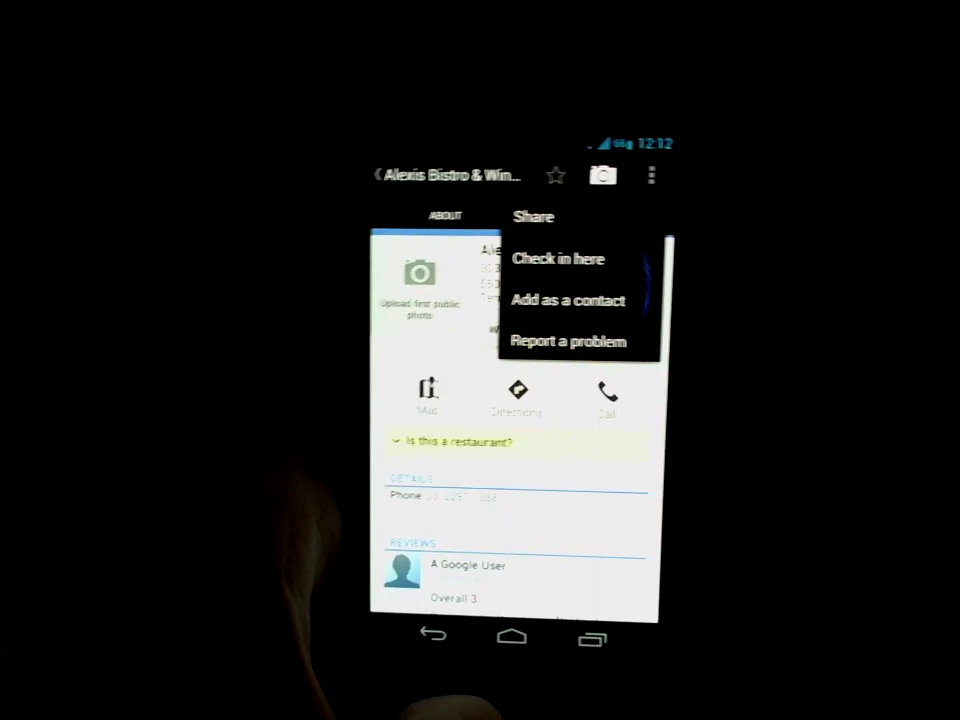 12:12
Alexis Bistro & Win...
ABOUT
Share
Check in here
Add as a contact
Report a problem
Ale
Upload first public
photo
Map
Directions
Call
Is this a restaurant?
DETAILS
Phone
REVIEWS
A Google User
Overall 3